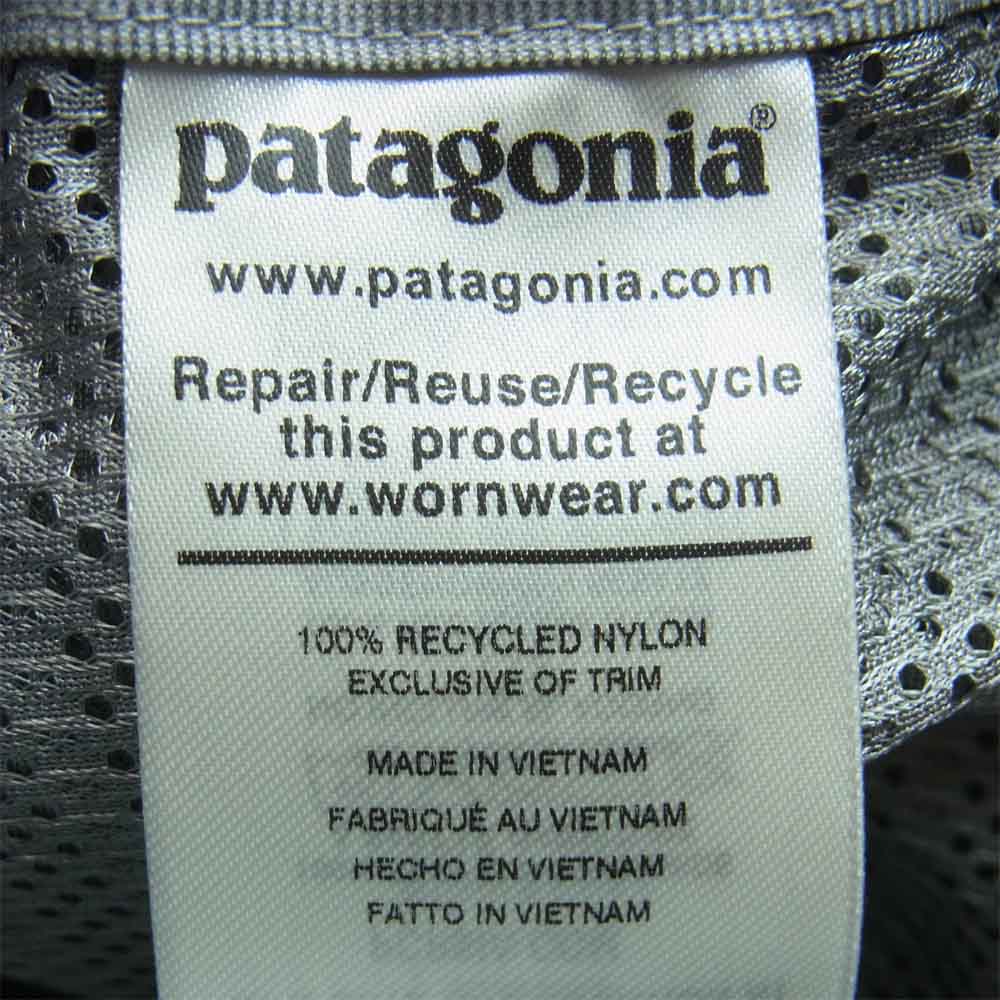 patagonia®
www.patagonia.com
Repair/Reuse/Recycle
this product at
www.wornwear.com
100% RECYCLED NYLON
EXCLUSIVE OF TRIM
MADE IN VIETNAM
FABRIQUÉ AU VIETNAM
HECHO EN VIETNAM
FATTO IN VIETNAM